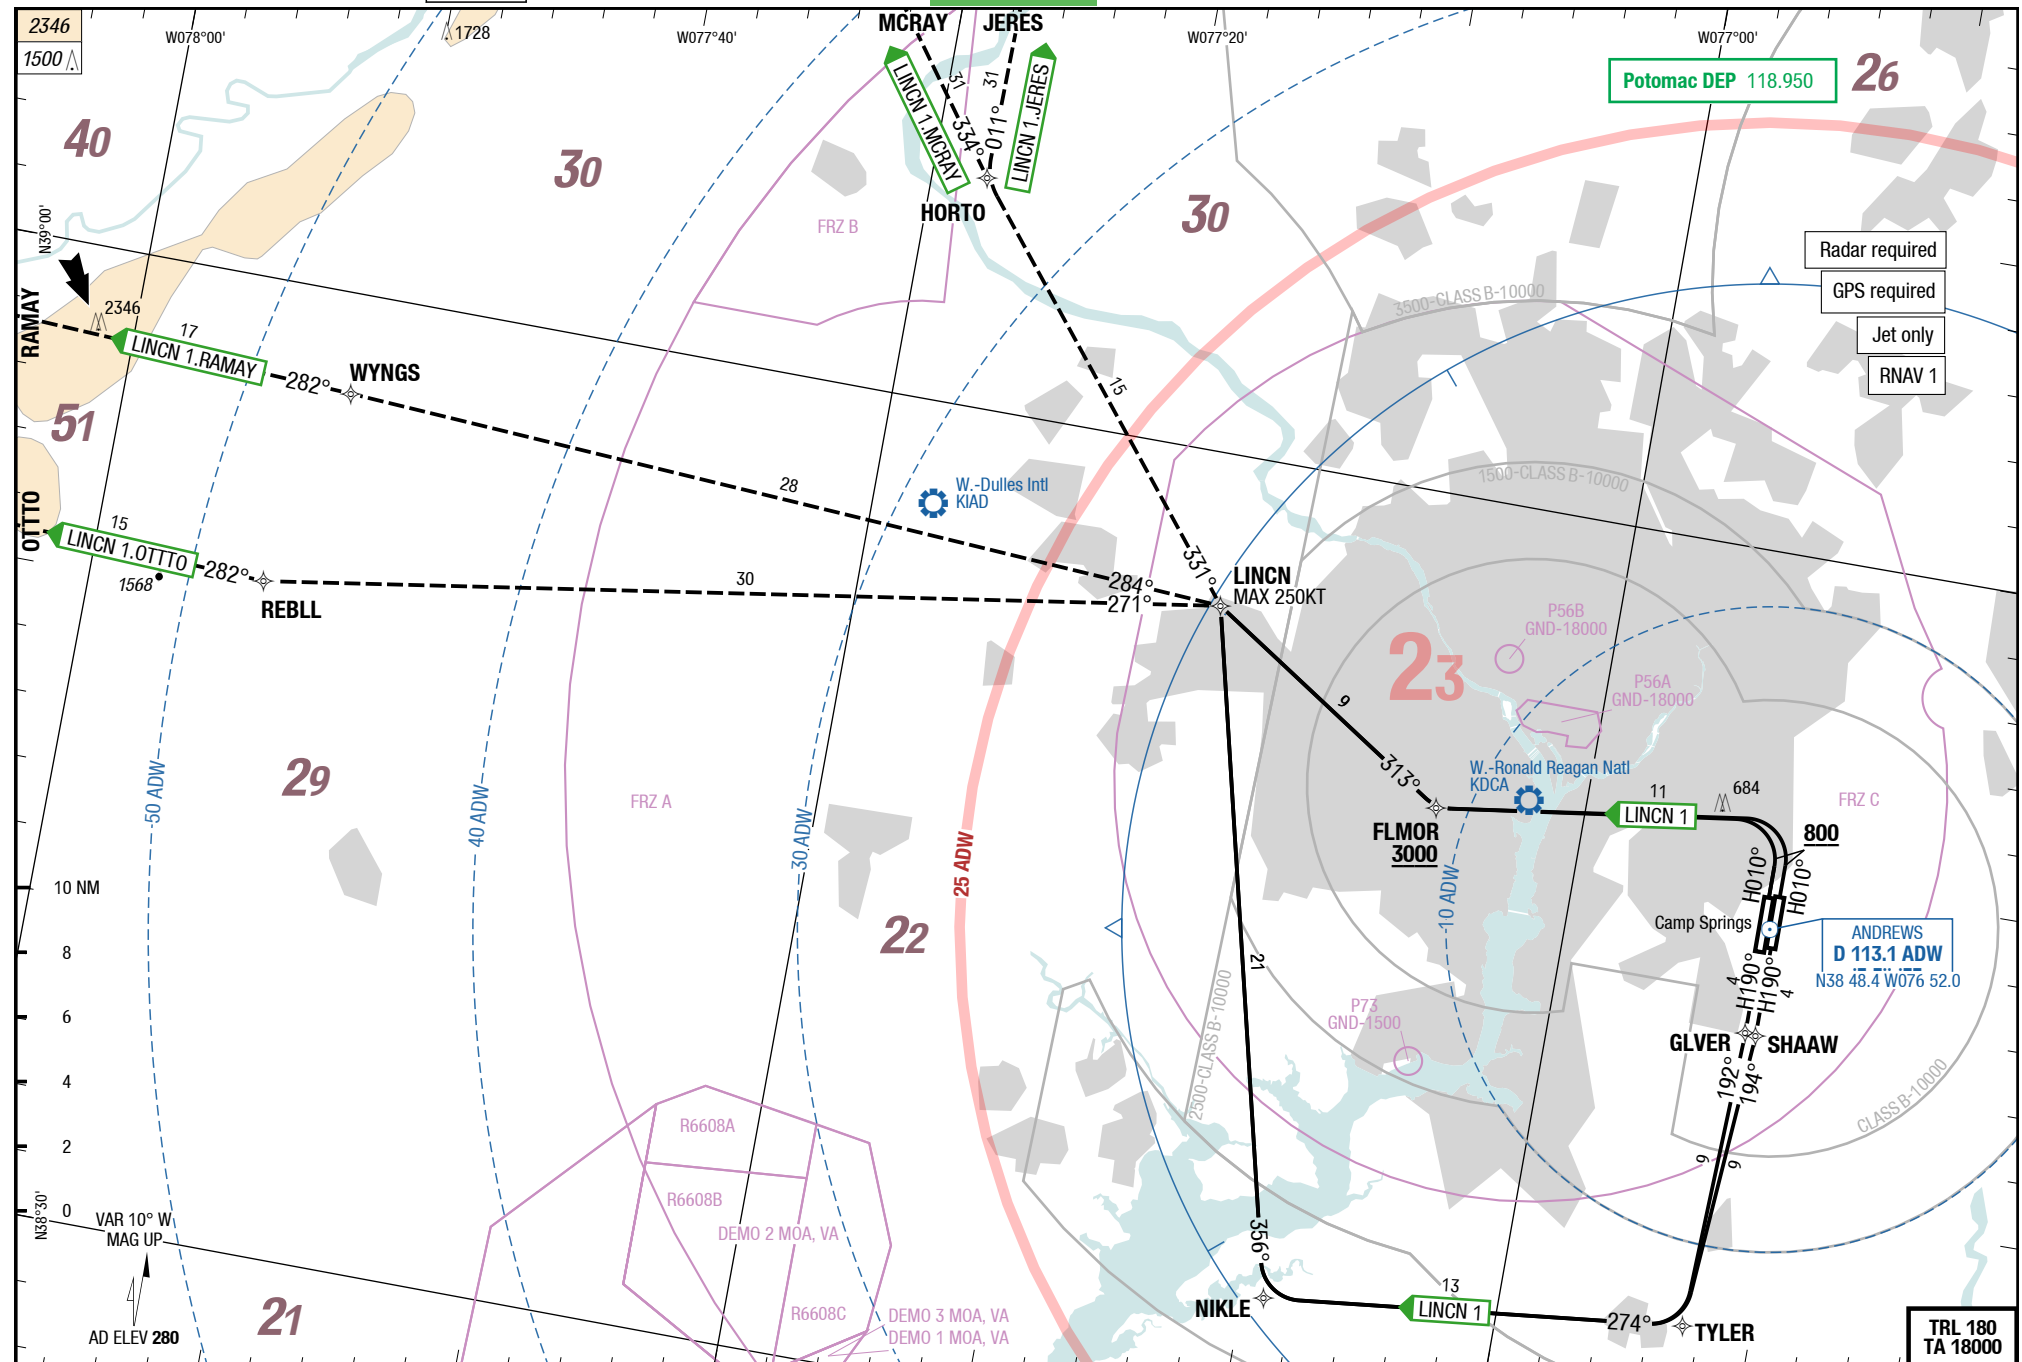 2346
1500
W078°00'
1728
W077°40'
MCRAY
JERES
W077°20'
W077°00'
Potomac DEP 118.950
26
40
30
30
31
31
334°
011°
LINCN 1.MCRAY
LINCN 1.JERES
HORTO
FRZ B
N39°00'
Radar required
GPS required
Jet only
RNAV 1
3500-CLASS B-10000
RAMAY
2346
17
LINCN 1.RAMAY
282°
WYNGS
51
15
28
W.-Dulles Intl
KIAD
1500-CLASS B-10000
OTTTO
15
LINCN 1.OTTTO
282°
1568
REBLL
30
284°
271°
331°
LINCN
MAX 250KT
P56B
GND-18000
23
P56A
GND-18000
9
313°
W.-Ronald Reagan Natl
KDCA
11
684
LINCN 1
FRZ C
FLMOR
3000
800
29
50 ADW
40 ADW
FRZ A
30 ADW
25 ADW
10 ADW
H010°
H010°
10 NM
8
6
4
2
0
22
Camp Springs
ANDREWS
D 113.1 ADW
N38 48.4 W076 52.0
21
H190°
4
H190°
4
P73
GND-1500
GLVER
SHAAW
192°
194°
2500-CLASS B-10000
CLASS B-10000
9
9
R6608A
R6608B
DEMO 2 MOA, VA
R6608C
DEMO 3 MOA, VA
DEMO 1 MOA, VA
N38°30'
VAR 10° W
MAG UP
AD ELEV 280
21
356°
NIKLE
13
LINCN 1
274°
TYLER
TRL 180
TA 18000